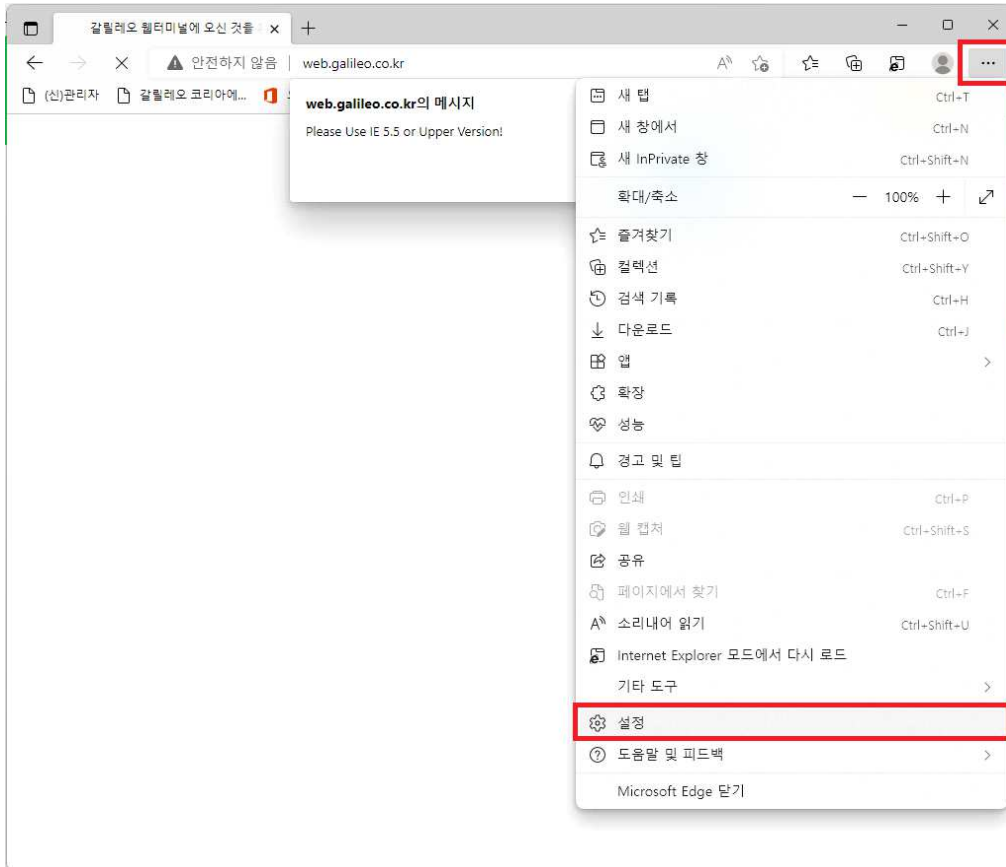 갈릴레오 웹터미널에 오신 것을
안전하지 않음 web.galileo.co.kr
(신)관리자 갈릴레오 코리아에...
web.galileo.co.kr의 메시지
Please Use IE 5.5 or Upper Version!
새 탭 Ctrl+T
새 창에서 Ctrl+N
새 InPrivate 창 Ctrl+Shift+N
확대/축소 100%
즐겨찾기 Ctrl+Shift+O
컬렉션 Ctrl+Shift+Y
검색 기록 Ctrl+H
다운로드 Ctrl+J
앱
확장
성능
경고 및 팁
인쇄 Ctrl+P
웹 캡처 Ctrl+Shift+S
공유
페이지에서 찾기 Ctrl+F
소리내어 읽기 Ctrl+Shift+U
Internet Explorer 모드에서 다시 로드
기타 도구
설정
도움말 및 피드백
Microsoft Edge 닫기